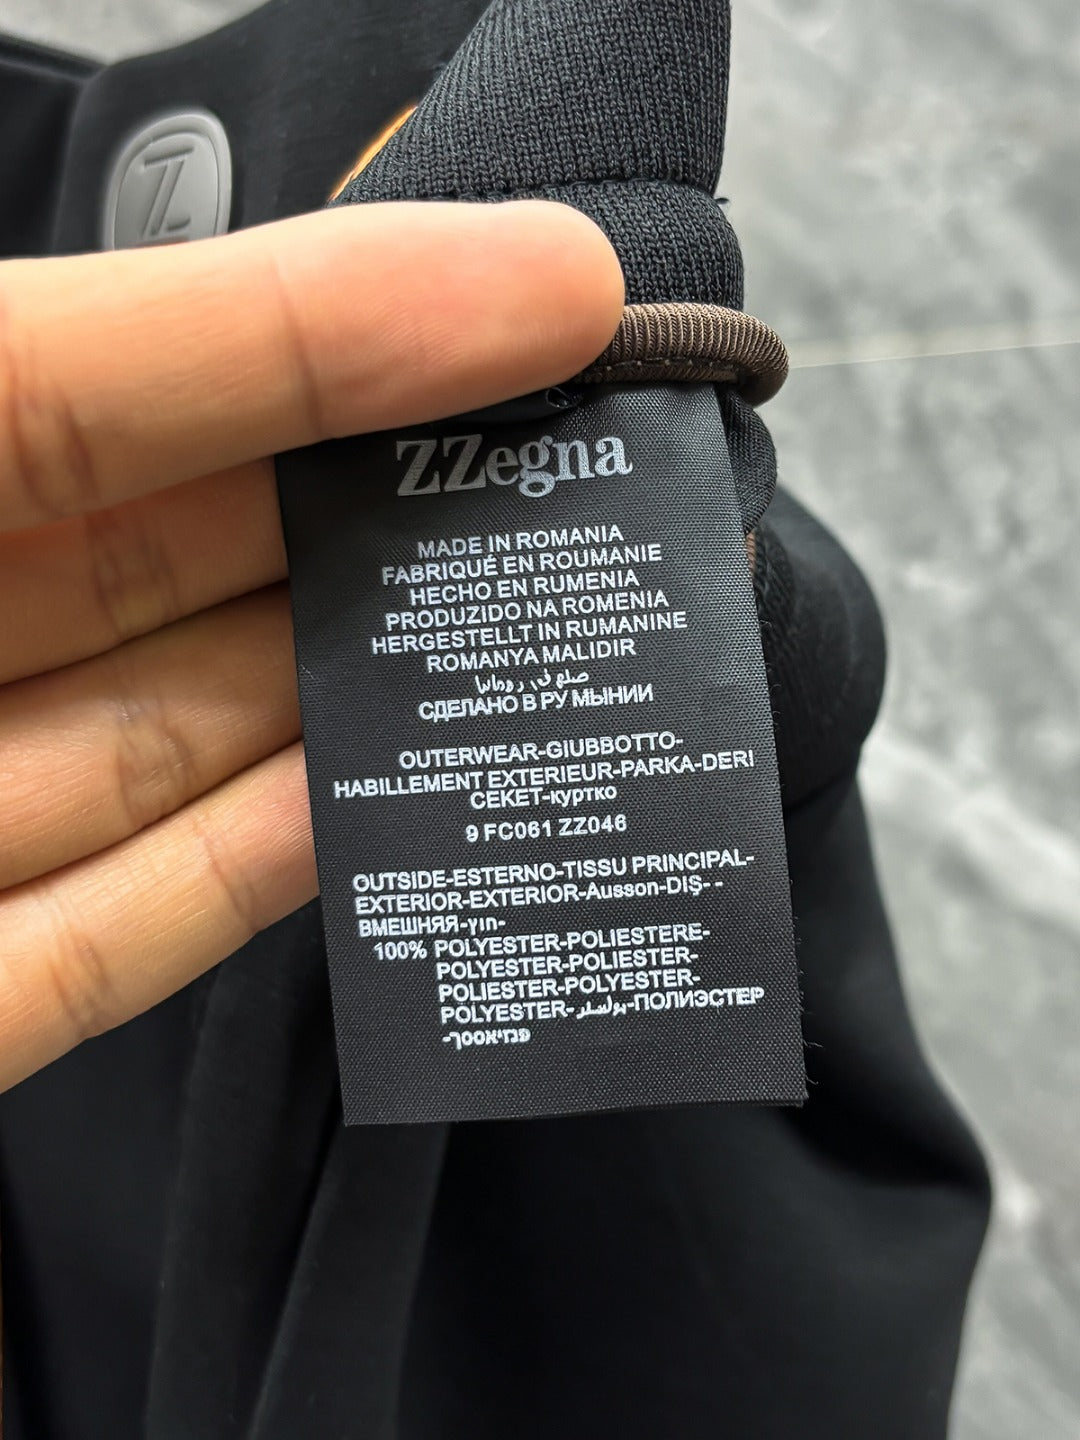 Z
ZZegna
MADE IN ROMANIA
FABRIQUÉ EN ROUMANIE
HECHO EN RUMENIA
PRODUZIDO NA ROMENIA
HERGESTELLT IN RUMANINE
ROMANYA MALIDIR
СДЕЛАНО В РУ МЫНИИ
OUTERWEAR-GIUBBOTTO-
HABILLEMENT EXTERIEUR-PARKA-DERI
CEKET-куртко
9 FC061 ZZ046
OUTSIDE-ESTERNO-TISSU PRINCIPAL-
EXTERIOR-EXTERIOR-Ausson-DIŞ- -
ВМЕШНЯЯ-חוץ-
100% POLYESTER-POLIESTERE-
POLYESTER-POLIESTER-
POLIESTER-POLYESTER-
POLYESTER- -ПОЛИЭСТЕР